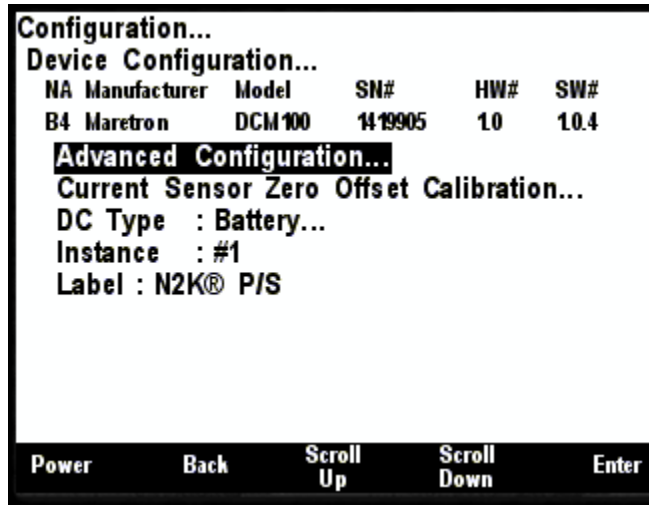 Configuration...
Device Configuration...
NA Manufacturer Model SN# HW# SW#
B4 Maretron DCM100 1419905 1.0 1.0.4
Advanced Configuration...
Current Sensor Zero Offset Calibration...
DC Type : Battery...
Instance : #1
Label : N2K® P/S
Power Back Scroll Up Scroll Down Enter